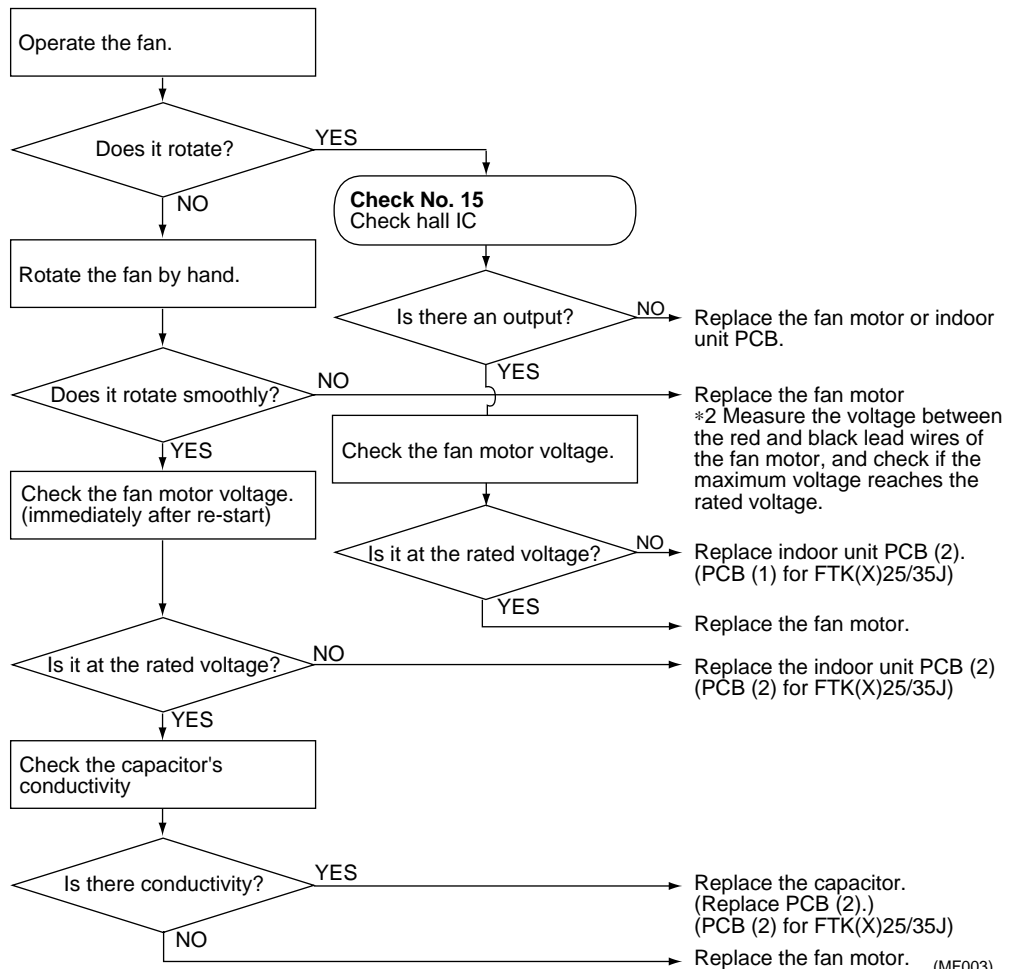 Operate the fan.
Does it rotate?
YES
NO
Check No. 15
Check hall IC
Rotate the fan by hand.
Is there an output?
NO
Replace the fan motor or indoor
unit PCB.
YES
Does it rotate smoothly?
NO
Replace the fan motor
*2 Measure the voltage between
the red and black lead wires of
the fan motor, and check if the
maximum voltage reaches the
rated voltage.
YES
Check the fan motor voltage.
Check the fan motor voltage.
(immediately after re-start)
Is it at the rated voltage?
NO
Replace indoor unit PCB (2).
(PCB (1) for FTK(X)25/35J)
YES
Replace the fan motor.
Is it at the rated voltage?
NO
Replace the indoor unit PCB (2)
(PCB (2) for FTK(X)25/35J)
YES
Check the capacitor's
conductivity
Is there conductivity?
YES
Replace the capacitor.
(Replace PCB (2).)
(PCB (2) for FTK(X)25/35J)
NO
Replace the fan motor.
(MF003)